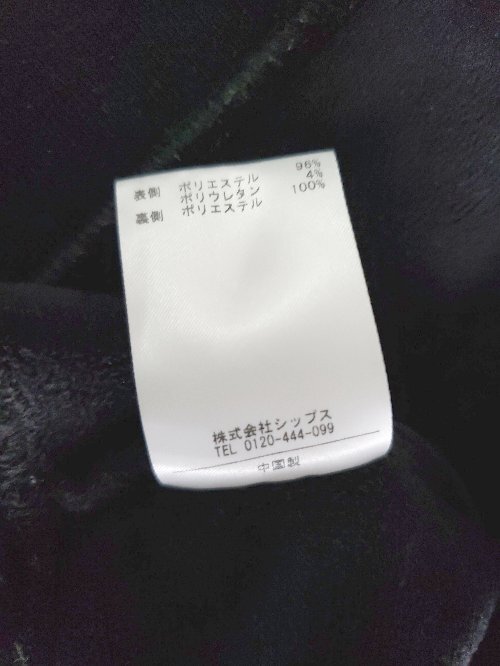 表側 ポリエステル 96%
ポリウレタン 4%
裏側 ポリエステル 100%
株式会社シップス
TEL 0120-444-099
中国製